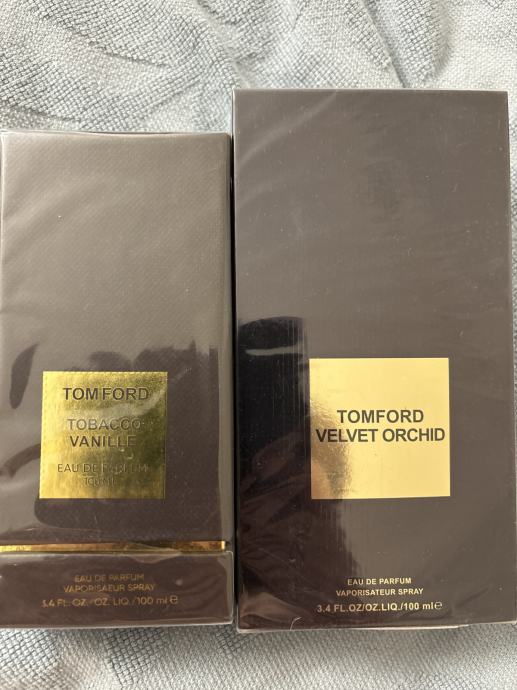 TOM FORD
TOBACCO
VANILLE
EAU DE PARFUM
100ML
EAU DE PARFUM
VAPORISATEUR SPRAY
3.4 FL.OZ./OZ.LIQ./100 ml e
TOMFORD
VELVET ORCHID
EAU DE PARFUM
VAPORISATEUR SPRAY
3.4 FL.OZ/OZ.LIQ./100 ml e